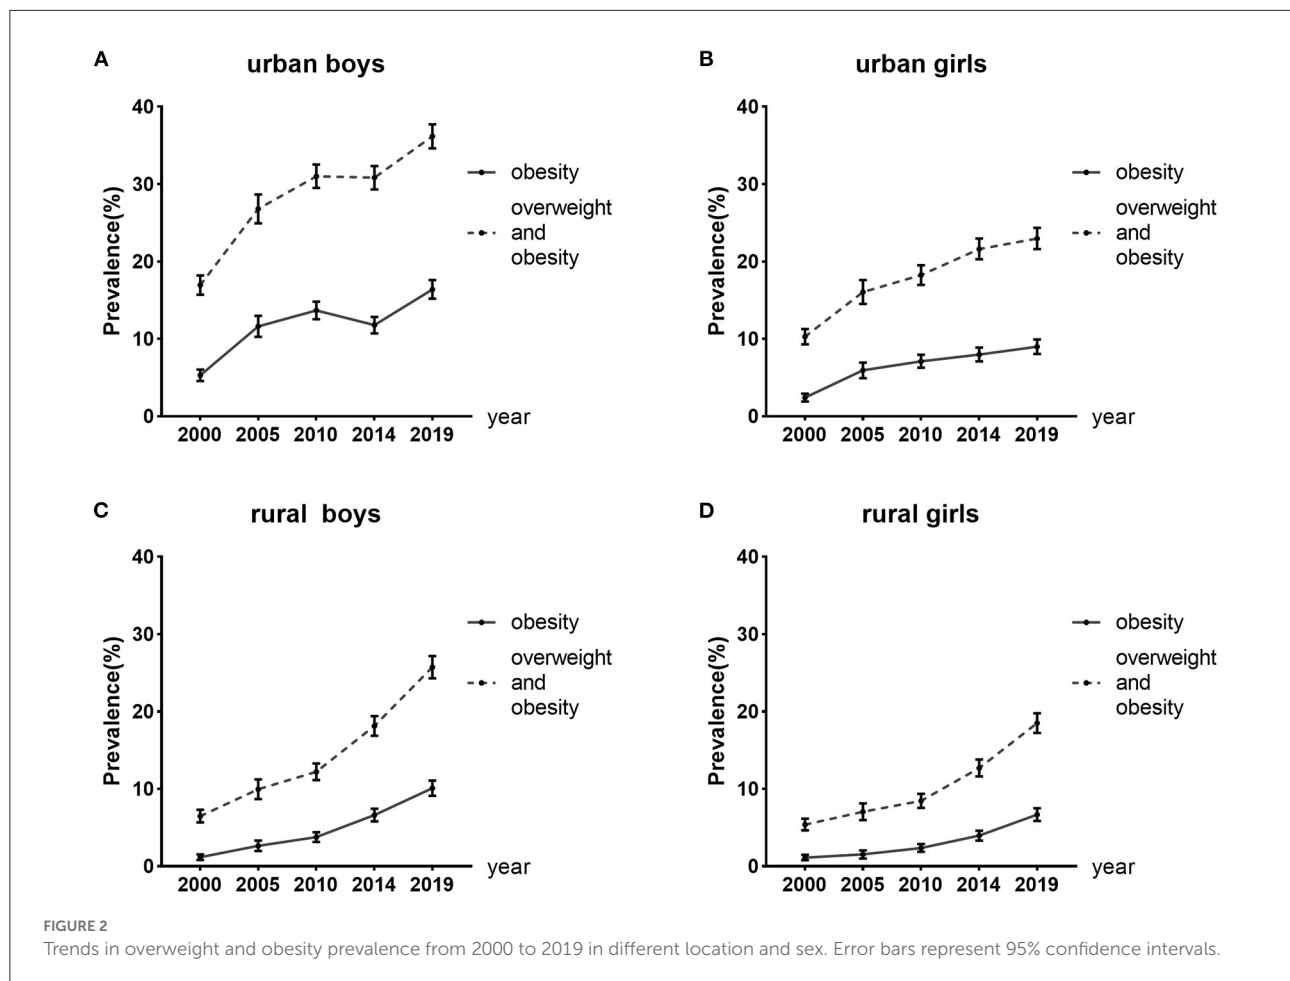 A
urban boys
40
30
20
10
0
Prevalence(%)
2000 2005 2010 2014 2019
year
obesity
overweight
and
obesity
B
urban girls
40
30
20
10
0
Prevalence(%)
2000 2005 2010 2014 2019
year
obesity
overweight
and
obesity
C
rural boys
40
30
20
10
0
Prevalence(%)
2000 2005 2010 2014 2019
year
obesity
overweight
and
obesity
D
rural girls
40
30
20
10
0
Prevalence(%)
2000 2005 2010 2014 2019
year
obesity
overweight
and
obesity
FIGURE 2
Trends in overweight and obesity prevalence from 2000 to 2019 in different location and sex. Error bars represent 95% confidence intervals.